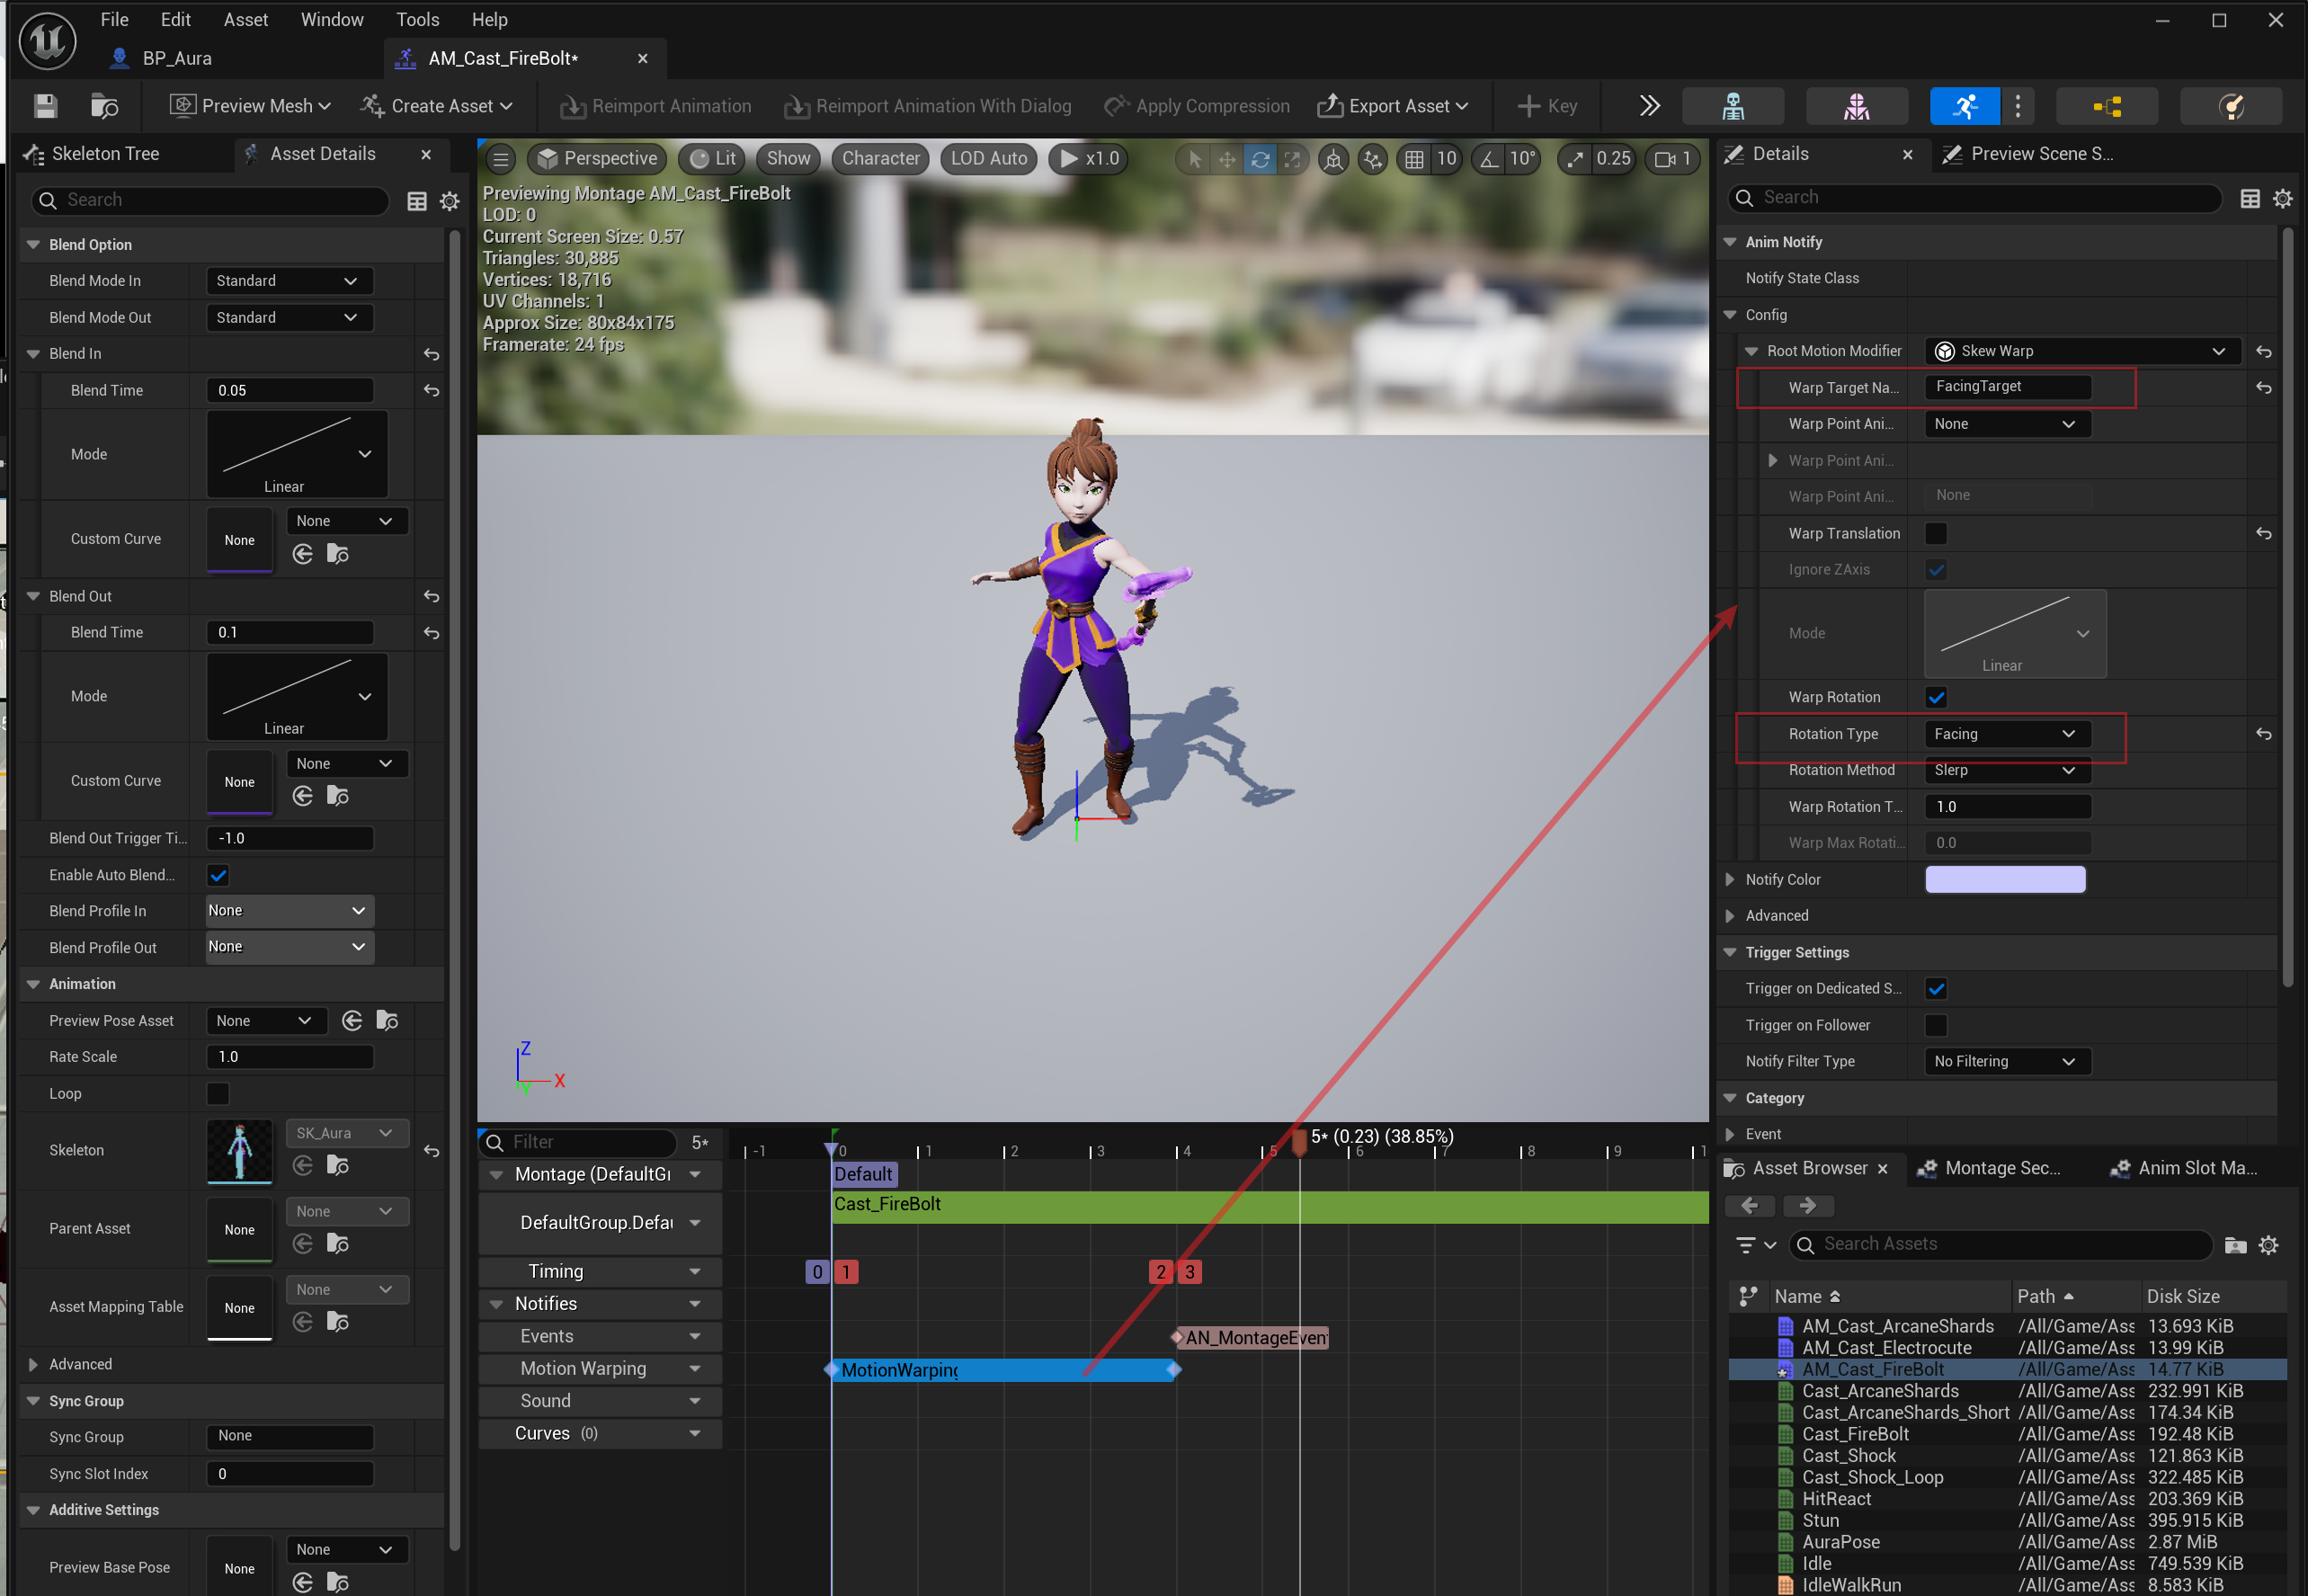 File Edit Asset Window Tools Help
BP_Aura
AM_Cast_FireBolt*
Preview Mesh
Create Asset
Reimport Animation
Reimport Animation With Dialog
Apply Compression
Export Asset
Key
Skeleton Tree
Asset Details
Search
Blend Option
Blend Mode In Standard
Blend Mode Out Standard
Blend In
Blend Time 0.05
Mode
Linear
Custom Curve None None
Blend Out
Blend Time 0.1
Mode
Linear
Custom Curve None None
Blend Out Trigger Ti... -1.0
Enable Auto Blend...
Blend Profile In None
Blend Profile Out None
Animation
Preview Pose Asset None
Rate Scale 1.0
Loop
Skeleton SK_Aura
Parent Asset None None
Asset Mapping Table None None
Advanced
Sync Group
Sync Group None
Sync Slot Index 0
Additive Settings
Preview Base Pose None None
Perspective Lit Show Character LOD Auto x1.0 10 10° 0.25 1
Previewing Montage AM_Cast_FireBolt
LOD: 0
Current Screen Size: 0.57
Triangles: 30,885
Vertices: 18,716
UV Channels: 1
Approx Size: 80x84x175
Framerate: 24 fps
Z
X
Y
Filter 5*
-1 0 1 2 3 4 5 6 7 8 9 1
5* (0.23) (38.85%)
Montage (DefaultGr
Default
DefaultGroup.Defau
Cast_FireBolt
Timing 0 1 2 3
Notifies
Events AN_MontageEvent
Motion Warping MotionWarping
Sound
Curves (0)
Details
Preview Scene S...
Search
Anim Notify
Notify State Class
Config
Root Motion Modifier Skew Warp
Warp Target Na... FacingTarget
Warp Point Ani... None
Warp Point Ani...
Warp Point Ani... None
Warp Translation
Ignore ZAxis
Mode
Linear
Warp Rotation
Rotation Type Facing
Rotation Method Slerp
Warp Rotation T... 1.0
Warp Max Rotati... 0.0
Notify Color
Advanced
Trigger Settings
Trigger on Dedicated S...
Trigger on Follower
Notify Filter Type No Filtering
Category
Event
Asset Browser
Montage Sec...
Anim Slot Ma...
Search Assets
Name Path Disk Size
AM_Cast_ArcaneShards /All/Game/Ass 13.693 KiB
AM_Cast_Electrocute /All/Game/Ass 13.99 KiB
AM_Cast_FireBolt /All/Game/Ass 14.77 KiB
Cast_ArcaneShards /All/Game/Ass 232.991 KiB
Cast_ArcaneShards_Short /All/Game/Ass 174.34 KiB
Cast_FireBolt /All/Game/Ass 192.48 KiB
Cast_Shock /All/Game/Ass 121.863 KiB
Cast_Shock_Loop /All/Game/Ass 322.485 KiB
HitReact /All/Game/Ass 203.369 KiB
Stun /All/Game/Ass 395.915 KiB
AuraPose /All/Game/Ass 2.87 MiB
Idle /All/Game/Ass 749.539 KiB
IdleWalkRun /All/Game/Ass 8.583 KiB